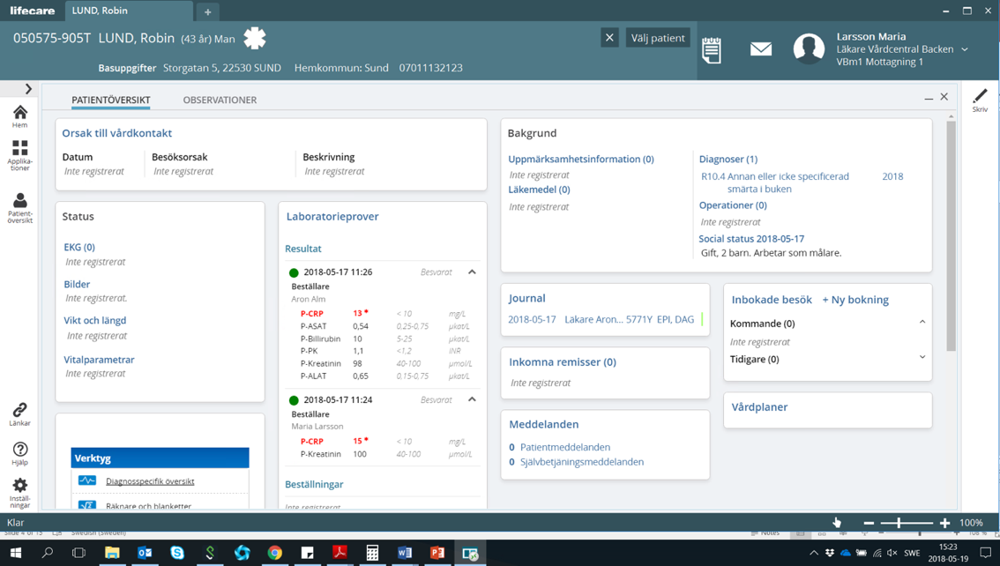 lifecare
LUND, Robin
+
050575-905T LUND, Robin (43 år) Man
Välj patient
Larsson Maria
Läkare Vårdcentral Backen
VBm1 Mottagning 1
Basuppgifter Storgatan 5, 22530 SUND Hemkommun: Sund 07011132123
Hem
Applika-
tioner
Patient-
översikt
Länkar
Hjälp
Inställ-
ningar
PATIENTÖVERSIKT OBSERVATIONER
Skriv
Orsak till vårdkontakt
Datum Besöksorsak Beskrivning
Inte registrerat Inte registrerat Inte registrerat
Status
EKG (0)
Inte registrerat
Bilder
Inte registrerat.
Vikt och längd
Inte registrerat
Vitalparametrar
Inte registrerat
Verktyg
Diagnosspecifik översikt
Räknare och blanketter
Laboratorieprover
Resultat
2018-05-17 11:26 Besvarat
Beställare
Aron Alm
P-CRP 13 * < 10 mg/L
P-ASAT 0,54 0,25-0,75 µkat/L
P-Billirubin 10 5-25 µkat/L
P-PK 1,1 <1,2 INR
P-Kreatinin 98 40-100 µmol/L
P-ALAT 0,65 0,15-0,75 µkat/L
2018-05-17 11:24 Besvarat
Beställare
Maria Larsson
P-CRP 15 * < 10 mg/L
P-Kreatinin 100 40-100 µmol/L
Beställningar
Inte registrerat
Bakgrund
Uppmärksamhetsinformation (0)
Inte registrerat
Läkemedel (0)
Inte registrerat
Diagnoser (1)
R10.4 Annan eller icke specificerad 2018
smärta i buken
Operationer (0)
Inte registrerat
Social status 2018-05-17
Gift, 2 barn. Arbetar som målare.
Journal
2018-05-17 Läkare Aron... 5771Y EPI, DAG
Inkomna remisser (0)
Inte registrerat
Meddelanden
0 Patientmeddelanden
0 Självbetjäningsmeddelanden
Inbokade besök + Ny bokning
Kommande (0)
Inte registrerat
Tidigare (0)
Vårdplaner
Klar
100%
Slide 4 of 15 Swedish (Sweden) Notes 108 %
SWE
15:23
2018-05-19